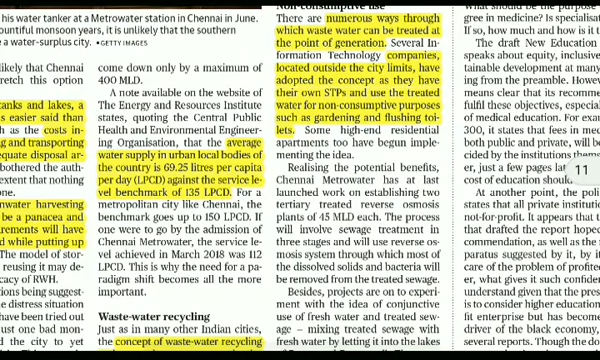 his water tanker at a Metrowater station in Chennai in June.
ountiful monsoon years, it is unlikely that the southern
e a water-surplus city. •GETTY IMAGES
likely that Chennai
retch this option
tanks and lakes, a
s easier said than
h as the costs in-
g and transporting
equate disposal ar-
bothered the auth-
extent that nothing
one.
nwater harvesting
be a panacea and
irements will have
d while putting up
The model of stor-
reusing it may de-
cacy of RWH.
tions being suggest-
he distress situation
have been tried out
ust one bad mon-
d the city to yet
come down only by a maximum of
400 MLD.
A note available on the website of
The Energy and Resources Institute
states, quoting the Central Public
Health and Environmental Engineer-
ing Organisation, that the average
water supply in urban local bodies of
the country is 69.25 litres per capita
per day (LPCD) against the service le-
vel benchmark of 135 LPCD. For a
metropolitan city like Chennai, the
benchmark goes up to 150 LPCD. If
one were to go by the admission of
Chennai Metrowater, the service le-
vel achieved in March 2018 was 112
LPCD. This is why the need for a pa-
radigm shift becomes all the more
important.
Waste-water recycling
Just as in many other Indian cities,
the concept of waste-water recycling
Non-consumptive use
There are numerous ways through
which waste water can be treated at
the point of generation. Several In-
formation Technology companies,
located outside the city limits, have
adopted the concept as they have
their own STPs and use the treated
water for non-consumptive purposes
such as gardening and flushing toi-
lets. Some high-end residential
apartments too have begun imple-
menting the idea.
Realising the potential benefits,
Chennai Metrowater has at last
launched work on establishing two
tertiary treated reverse osmosis
plants of 45 MLD each. The process
will involve sewage treatment in
three stages and will use reverse os-
mosis system through which most of
the dissolved solids and bacteria will
be removed from the treated sewage.
Besides, projects are on to experi-
ment with the idea of conjunctive
use of fresh water and treated sew-
age – mixing treated sewage with
fresh water by letting it into the lakes
What should be the purpose
gree in medicine? Is specialisat
If so, how much and how is it t
The draft New Education
speaks about equity, inclusive
tainable development at many
ing from the preamble. However
means clear that its recomme
fulfil these objectives, especial
of medical education. For exam
300, it states that fees in med
both public and private, will b
cided by the institutions thems
er, just a few pages lat
cost of education shoul
At another point, the poli
states that all private institution
not-for-profit. It appears that t
that drafted the report hoped
commendation, as well as the
paratus suggested by it, by
care of the problem of profiteer
er, what gives it such confiden
understand given that the pres
is to consider higher education
fit enterprise but has become
driver of the black economy,
several reports. Though the do
11